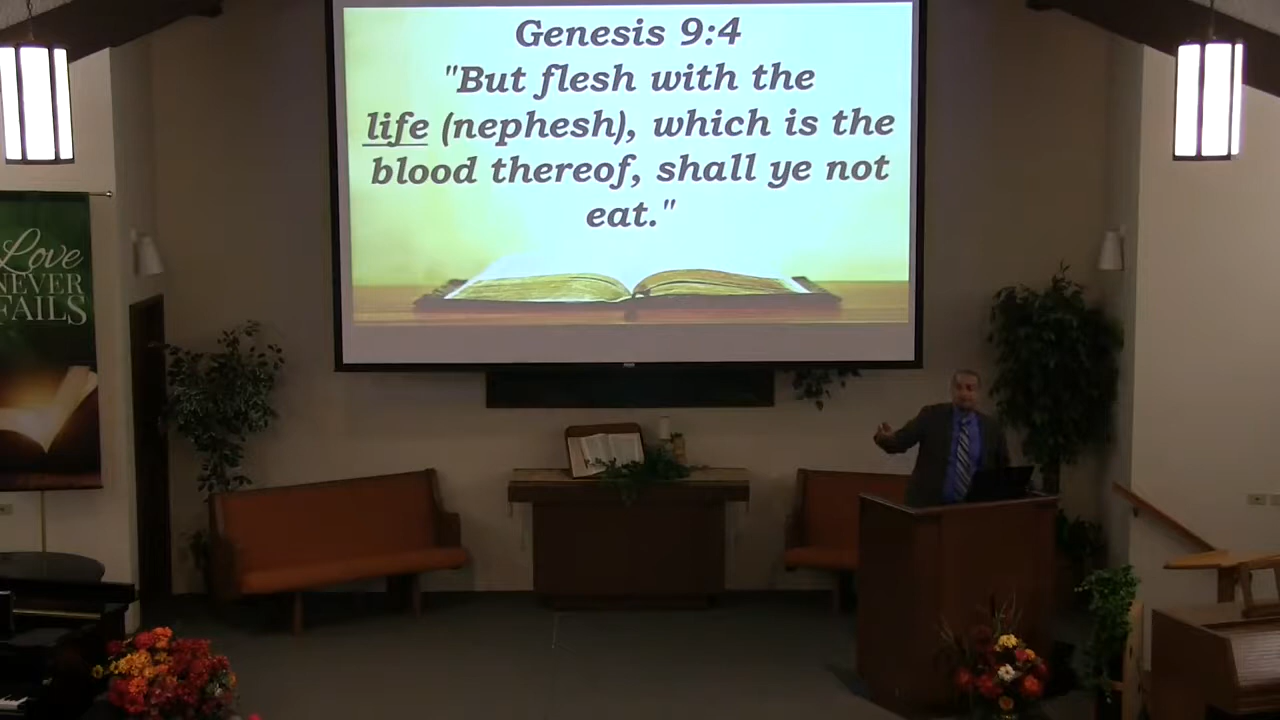 Genesis 9:4
"But flesh with the
life (nephesh), which is the
blood thereof, shall ye not
eat."
Love
NEVER
FAILS